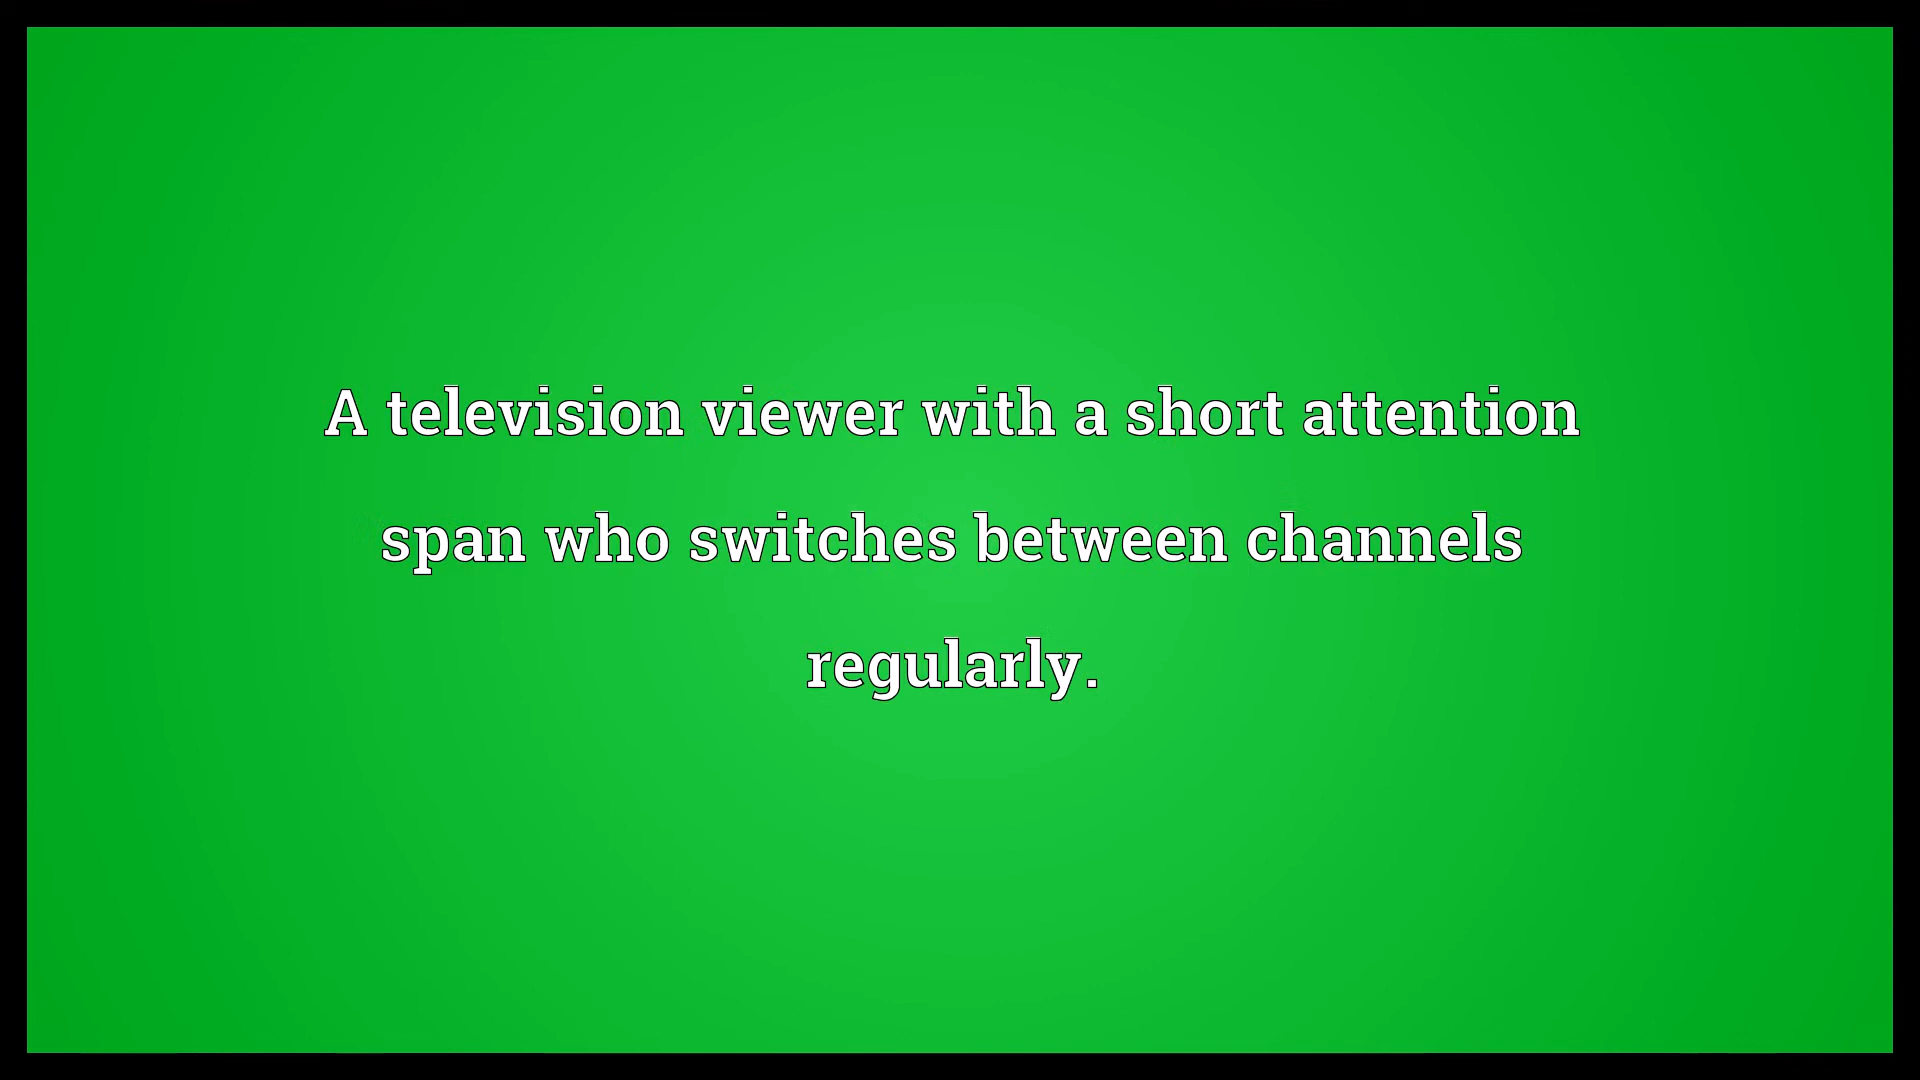 A television viewer with a short attention
span who switches between channels
regularly.